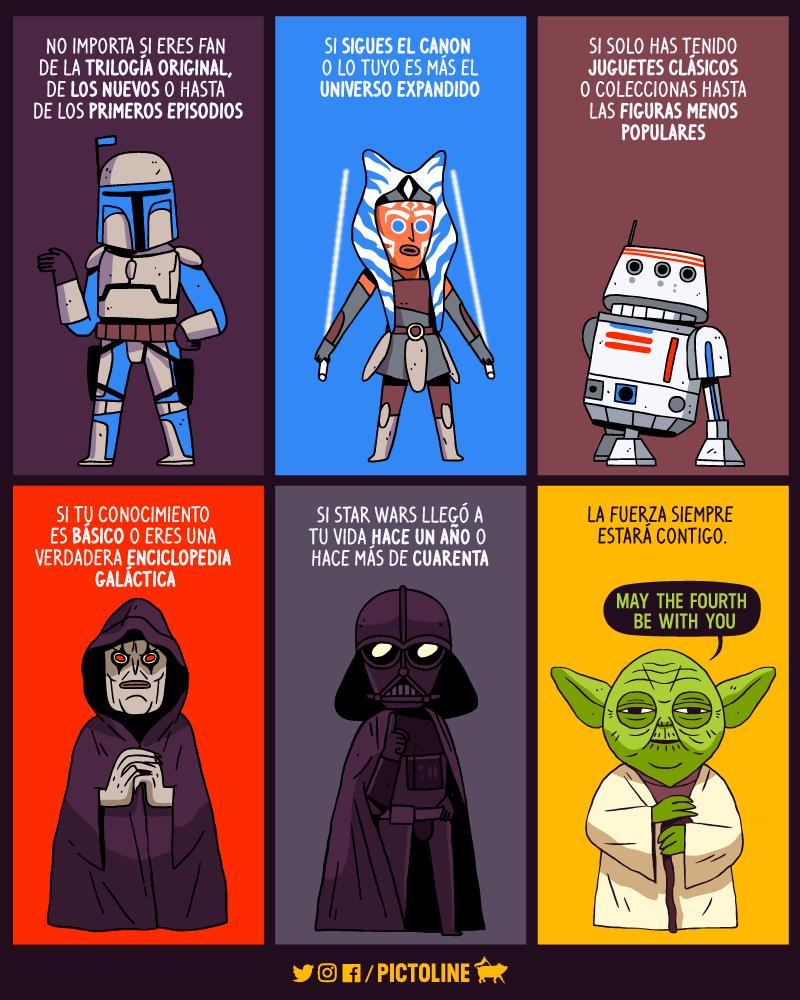 NO IMPORTA SI ERES FAN
DE LA TRILOGÍA ORIGINAL,
DE LOS NUEVOS O HASTA
DE LOS PRIMEROS EPISODIOS
SI SIGUES EL CANON
O LO TUYO ES MÁS EL
UNIVERSO EXPANDIDO
SI SOLO HAS TENIDO
JUGUETES CLÁSICOS
O COLECCIONAS HASTA
LAS FIGURAS MENOS
POPULARES
SI TU CONOCIMIENTO
ES BÁSICO O ERES UNA
VERDADERA ENCICLOPEDIA
GALÁCTICA
SI STAR WARS LLEGÓ A
TU VIDA HACE UN AÑO O
HACE MÁS DE CUARENTA
LA FUERZA SIEMPRE
ESTARÁ CONTIGO.
MAY THE FOURTH
BE WITH YOU
/ PICTOLINE